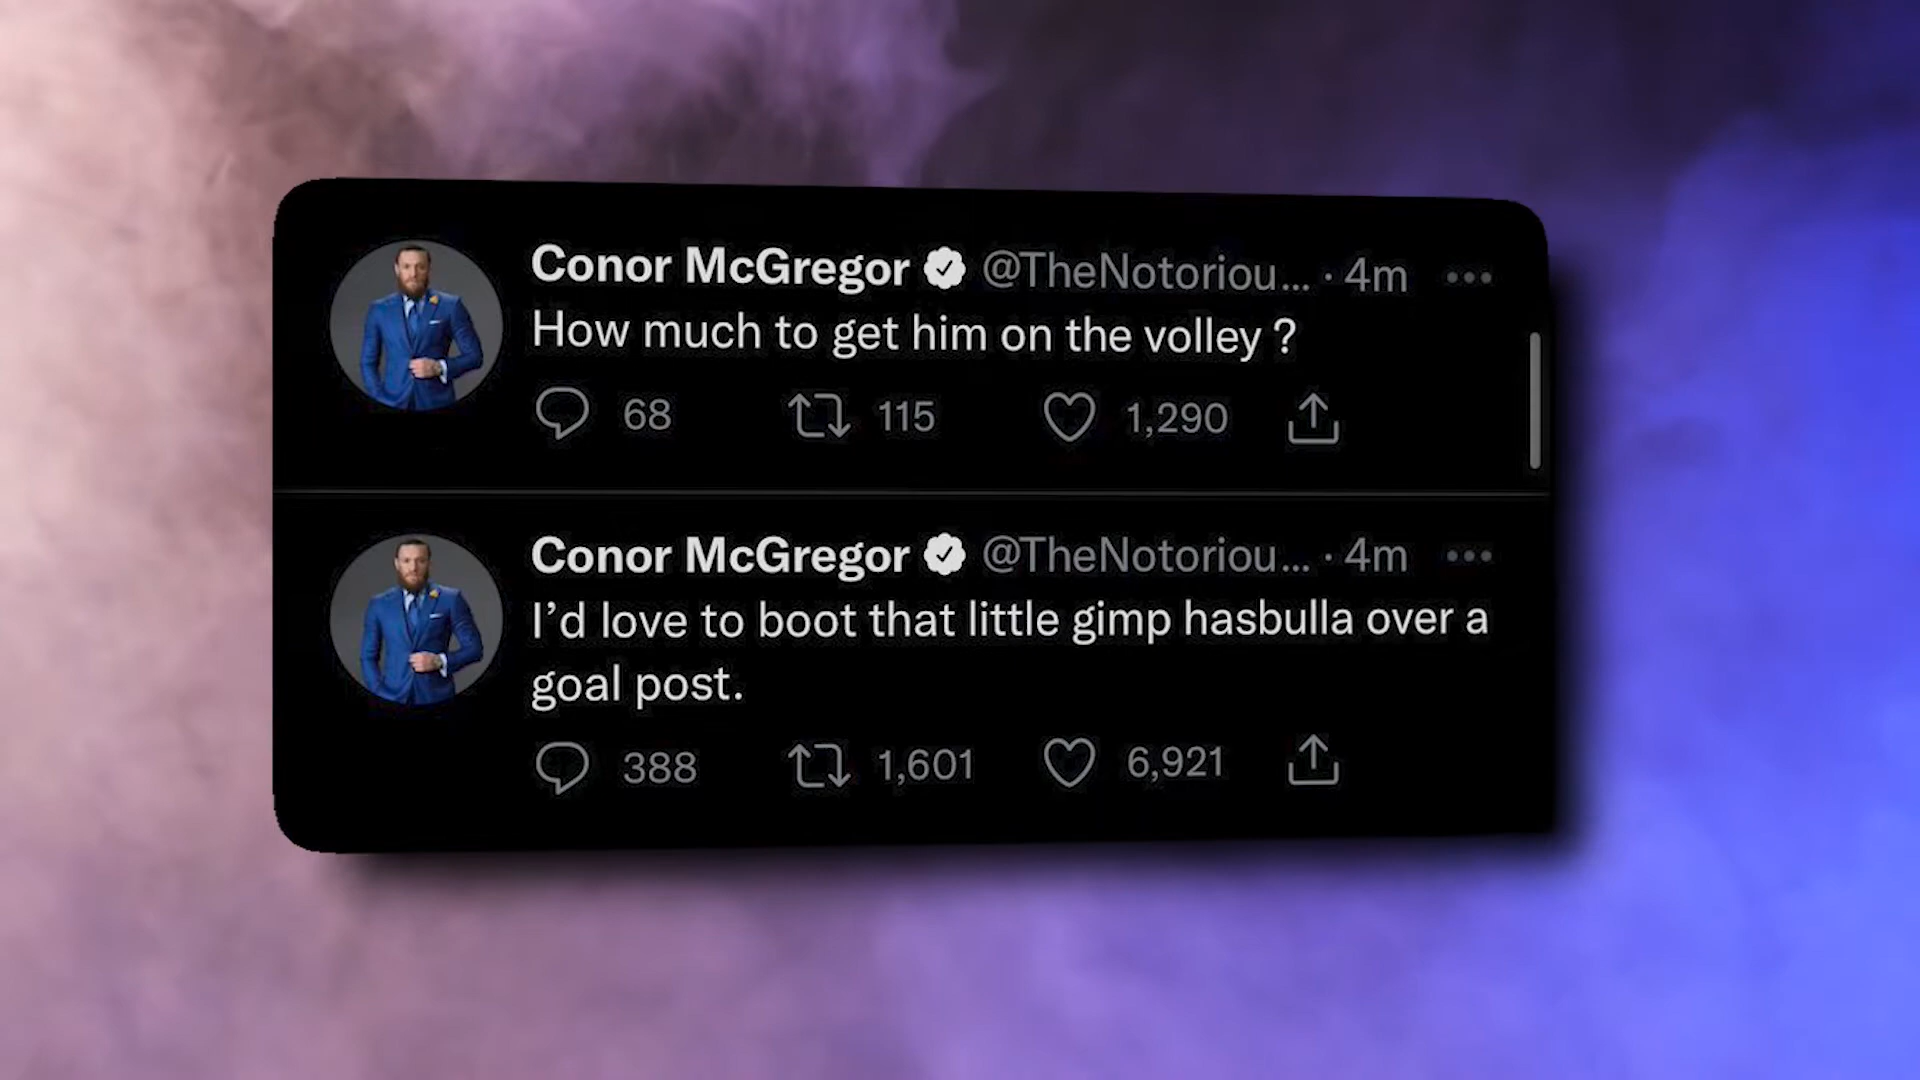 Conor McGregor @TheNotoriou... · 4m
How much to get him on the volley ?
68 115 1,290
Conor McGregor @TheNotoriou... · 4m
I’d love to boot that little gimp hasbulla over a
goal post.
388 1,601 6,921